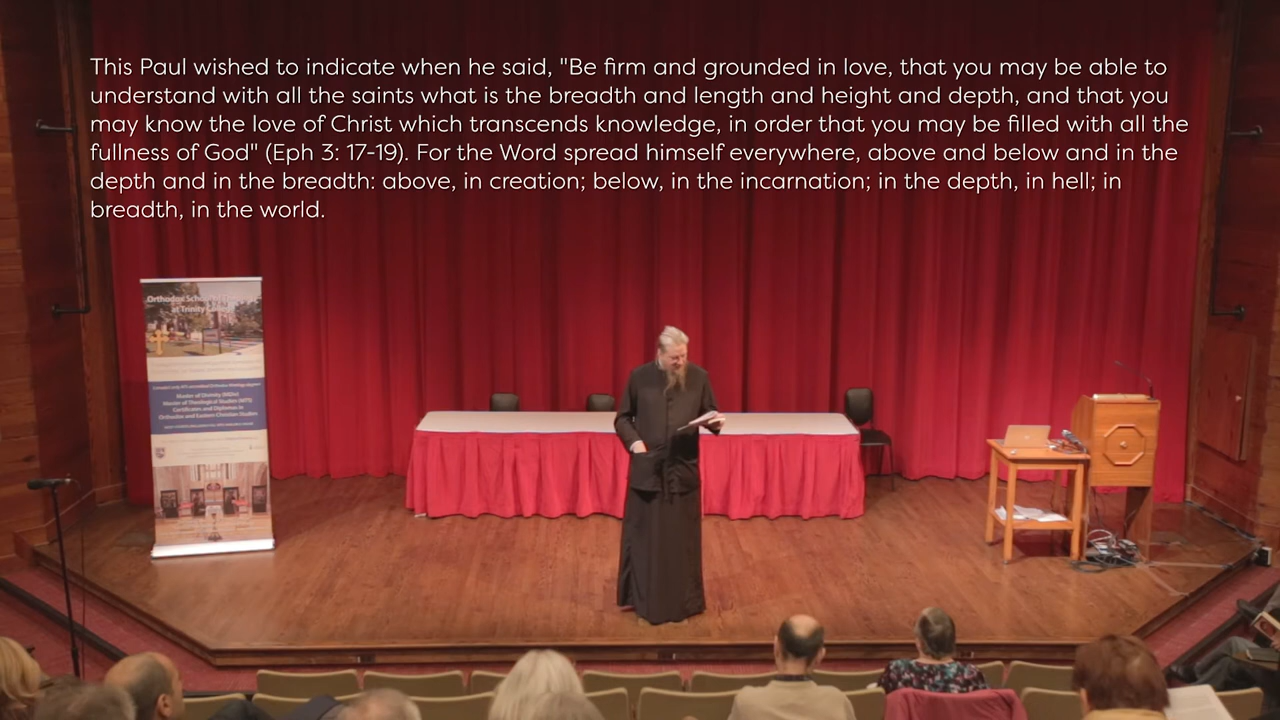 This Paul wished to indicate when he said, "Be firm and grounded in love, that you may be able to
understand with all the saints what is the breadth and length and height and depth, and that you
may know the love of Christ which transcends knowledge, in order that you may be filled with all the
fullness of God" (Eph 3: 17-19). For the Word spread himself everywhere, above and below and in the
depth and in the breadth: above, in creation; below, in the incarnation; in the depth, in hell; in
breadth, in the world.
Orthodox School
at Trinity College
Master of Divinity (MDiv)
Master of Theological Studies (MTS)
Certificates and Diplomas in
Orthodox and Eastern Christian Studies